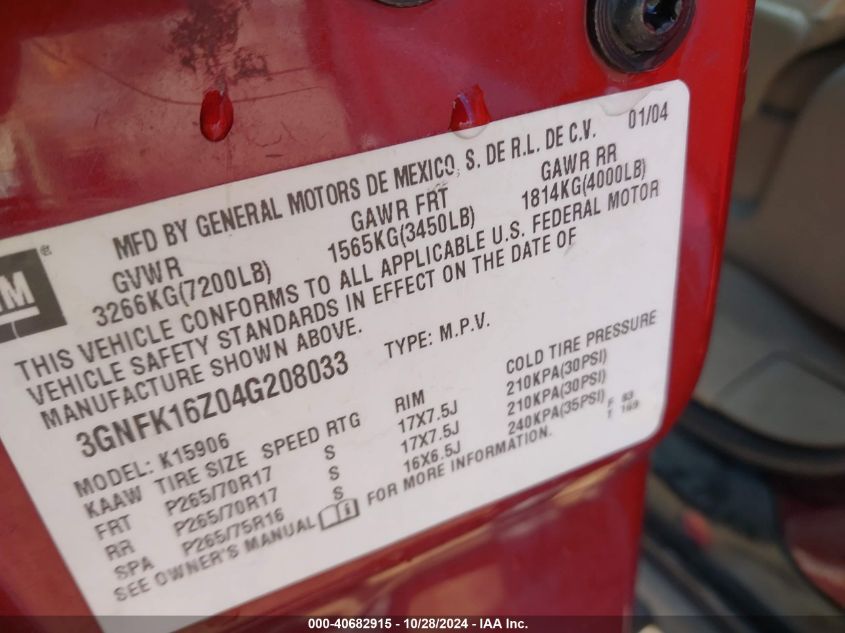 MFD BY GENERAL MOTORS DE MEXICO, S. DE R.L. DE C.V. 01/04
GM ®
GVWR GAWR FRT GAWR RR
3266KG(7200LB) 1565KG(3450LB) 1814KG(4000LB)
THIS VEHICLE CONFORMS TO ALL APPLICABLE U.S. FEDERAL MOTOR
VEHICLE SAFETY STANDARDS IN EFFECT ON THE DATE OF
MANUFACTURE SHOWN ABOVE.
3GNFK16Z04G208033 TYPE: M.P.V.
MODEL: K15906
KAAW TIRE SIZE SPEED RTG RIM COLD TIRE PRESSURE
FRT P265/70R17 S 17X7.5J 210KPA(30PSI)
RR P265/70R17 S 17X7.5J 210KPA(30PSI)
SPA P265/75R16 S 16X6.5J 240KPA(35PSI)
SEE OWNER'S MANUAL FOR MORE INFORMATION.
F 93
T 169
000-40682915 - 10/28/2024 - IAA Inc.